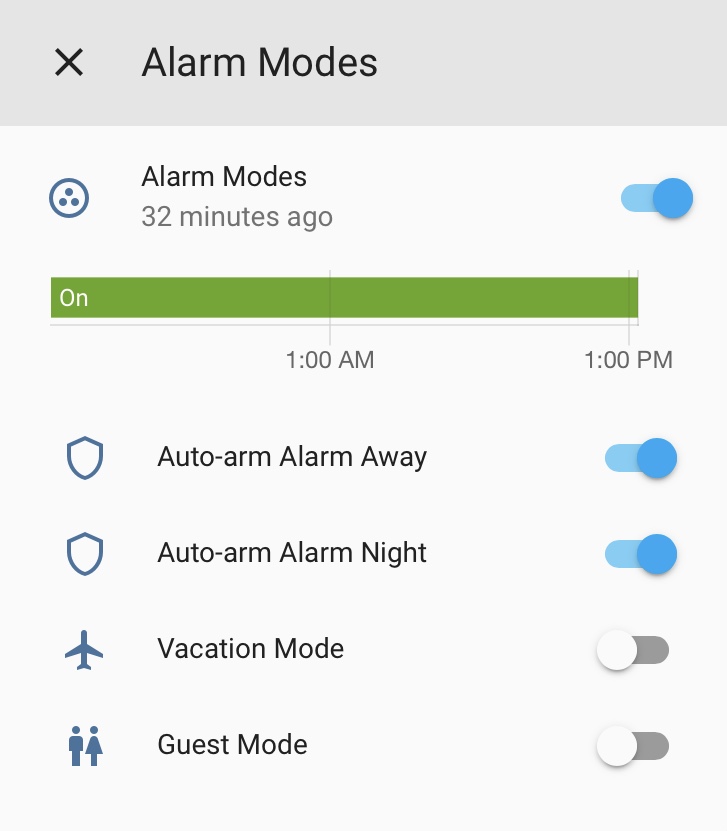 Alarm Modes
Alarm Modes
32 minutes ago
On
1:00 AM 1:00 PM
Auto-arm Alarm Away
Auto-arm Alarm Night
Vacation Mode
Guest Mode